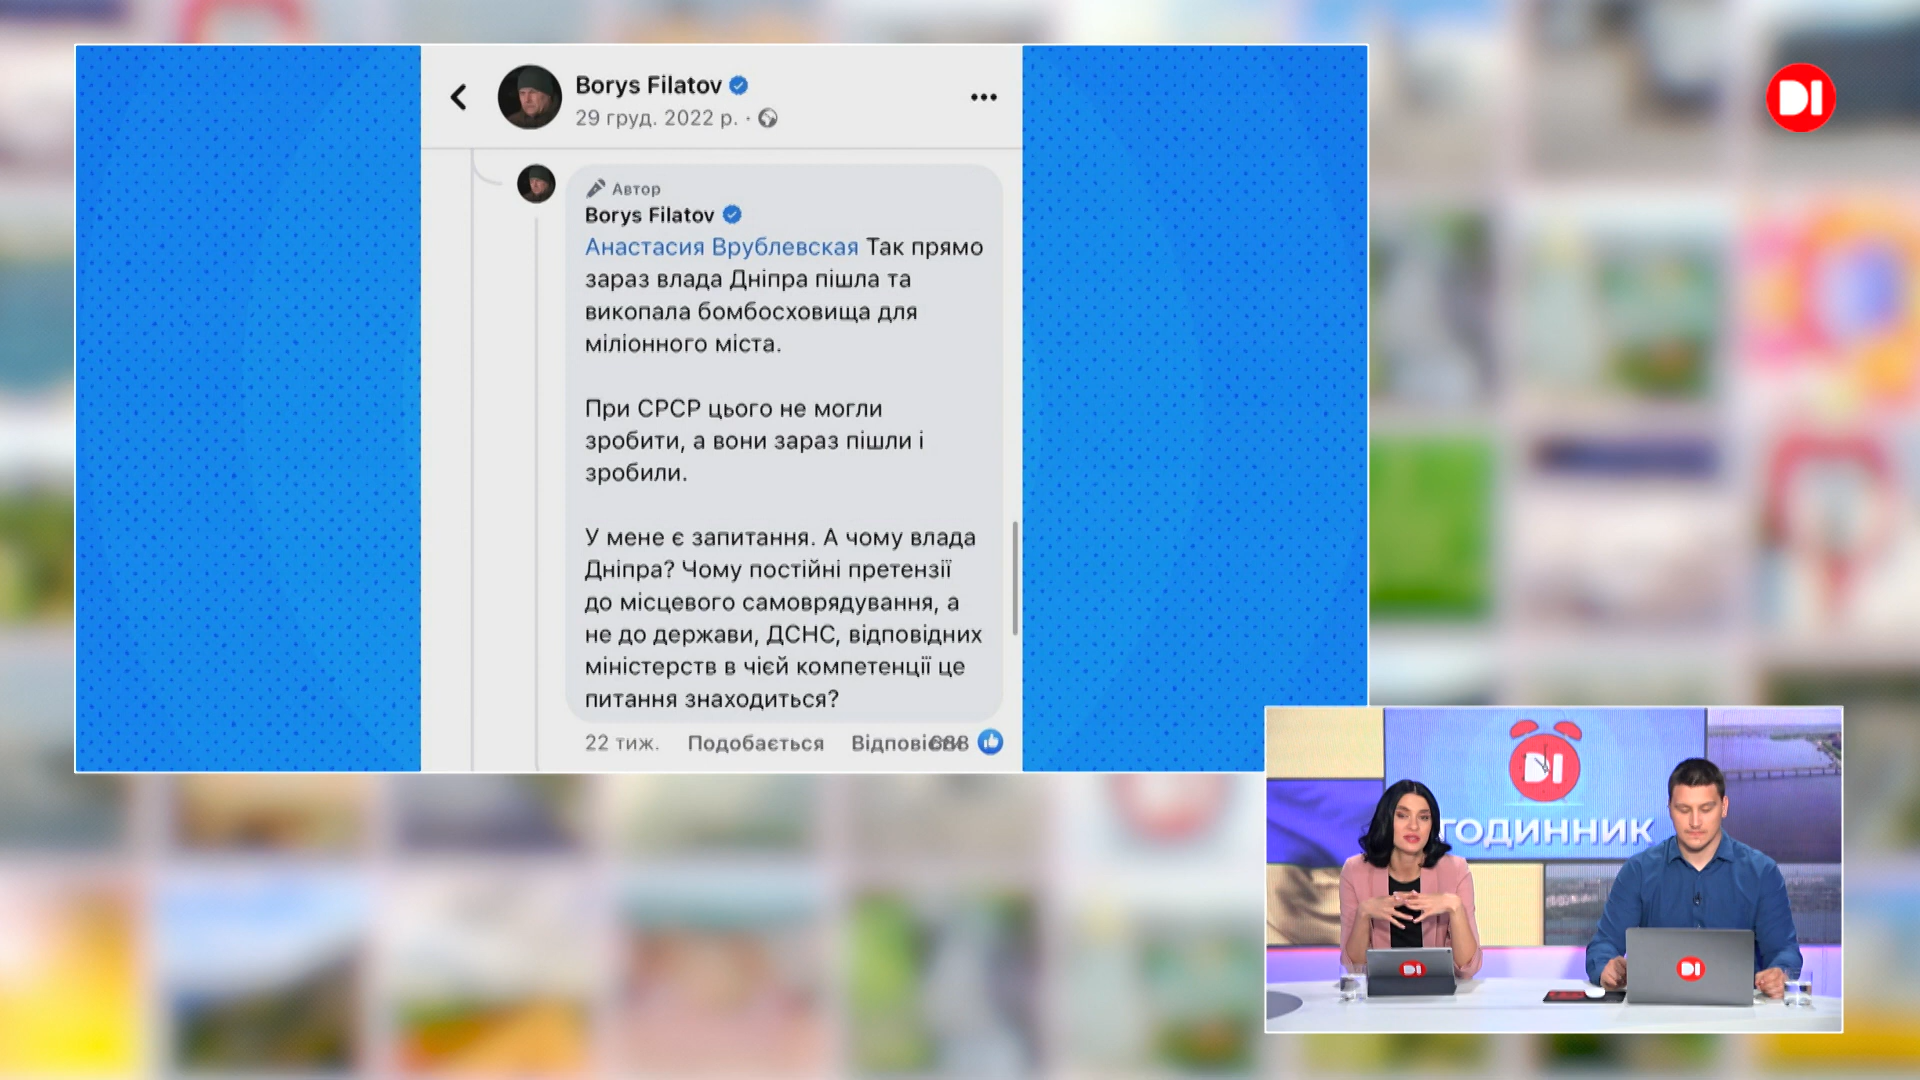 Borys Filatov
29 груд. 2022 р. ·
DI
Автор
Borys Filatov
Анастасия Врублевская Так прямо
зараз влада Дніпра пішла та
викопала бомбосховища для
міліонного міста.
При СРСР цього не могли
зробити, а вони зараз пішли і
зробили.
У мене є запитання. А чому влада
Дніпра? Чому постійні претензії
до місцевого самоврядування, а
не до держави, ДСНС, відповідних
міністерств в чієй компетенції це
питання знаходиться?
22 тиж. Подобається
DI
ГОДИННИК
DI
DI